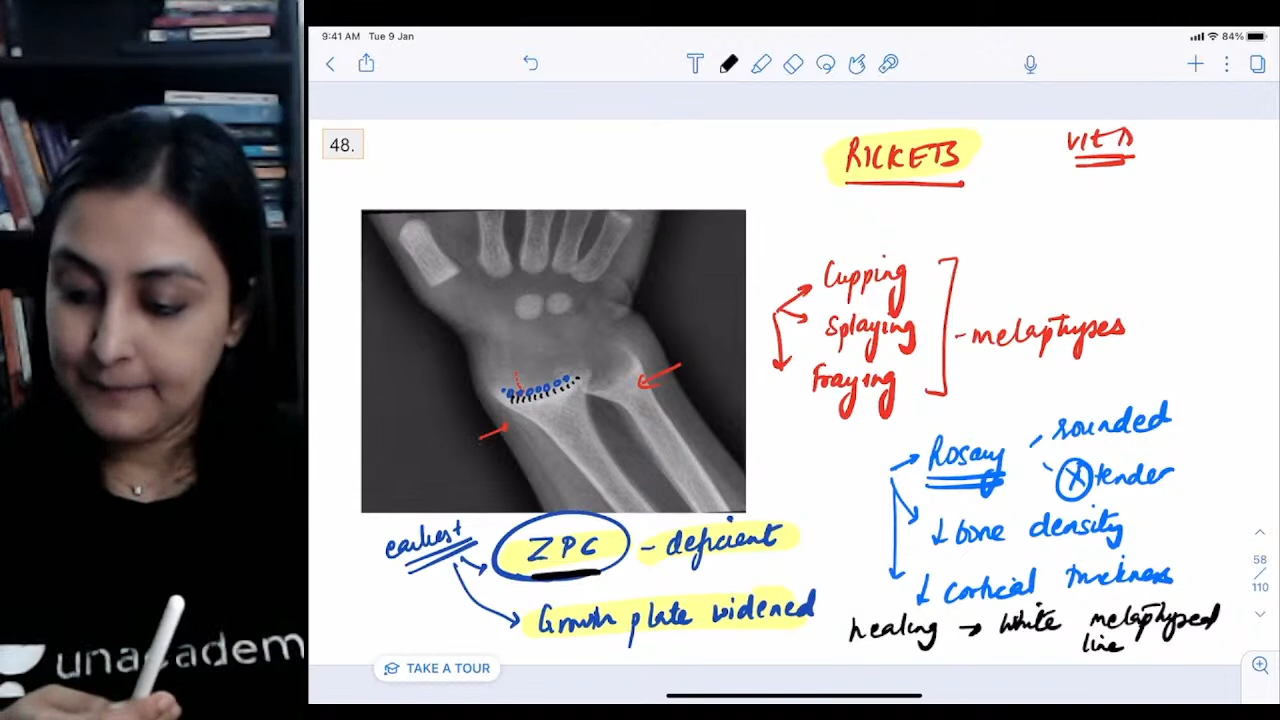 9:41 AM Tue 9 Jan
84%
48.
RICKETS
Vit D
Cupping
Splaying
Fraying
- metaphyses
Rosary
rounded
X tender
↓ bone density
↓ cortical thickness
earliest
ZPC - deficient
Growth plate widened
healing → White metaphyseal
line
58
/
110
TAKE A TOUR
unacadem